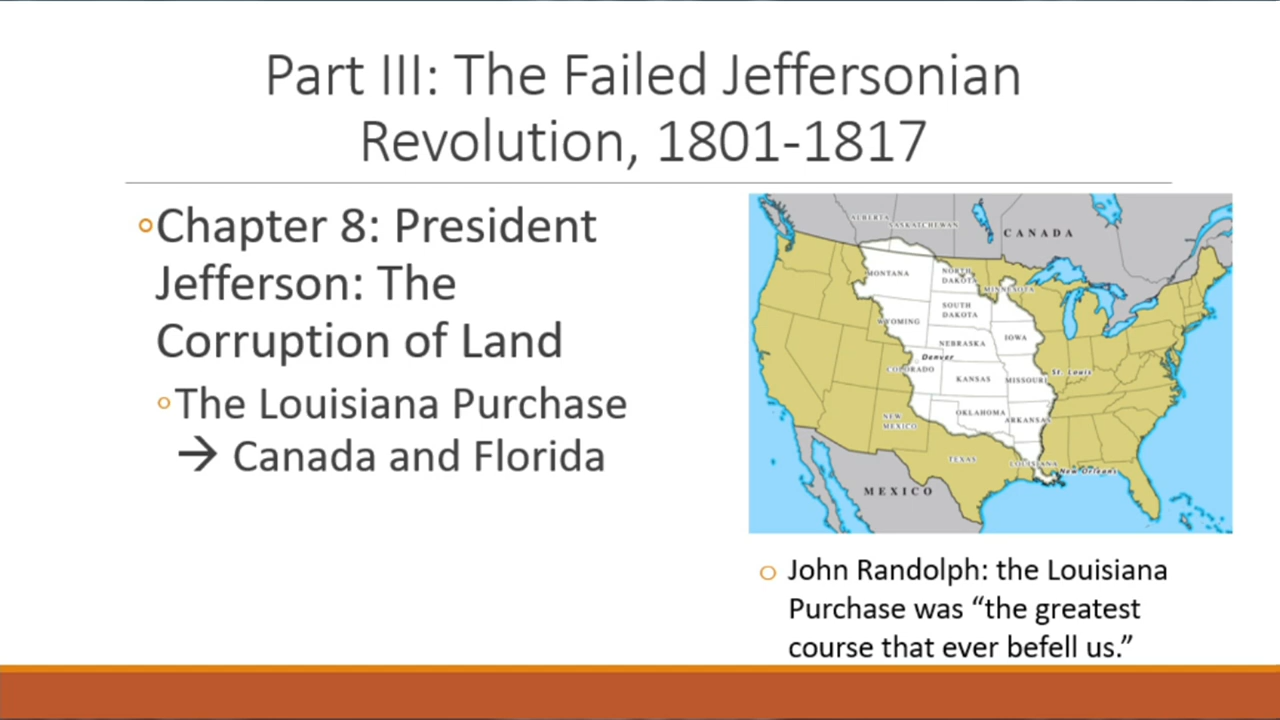 Part III: The Failed Jeffersonian
Revolution, 1801-1817
◦Chapter 8: President
Jefferson: The
Corruption of Land
◦The Louisiana Purchase
→ Canada and Florida
ALBERTA
SASKATCHEWAN
CANADA
MONTANA
NORTH
DAKOTA
MINNESOTA
SOUTH
DAKOTA
WYOMING
IOWA
NEBRASKA
Denver
COLORADO
KANSAS
MISSOURI
St. Louis
OKLAHOMA
ARKANSAS
NEW
MEXICO
TEXAS
LOUISIANA
New Orleans
MEXICO
o John Randolph: the Louisiana
Purchase was “the greatest
course that ever befell us.”